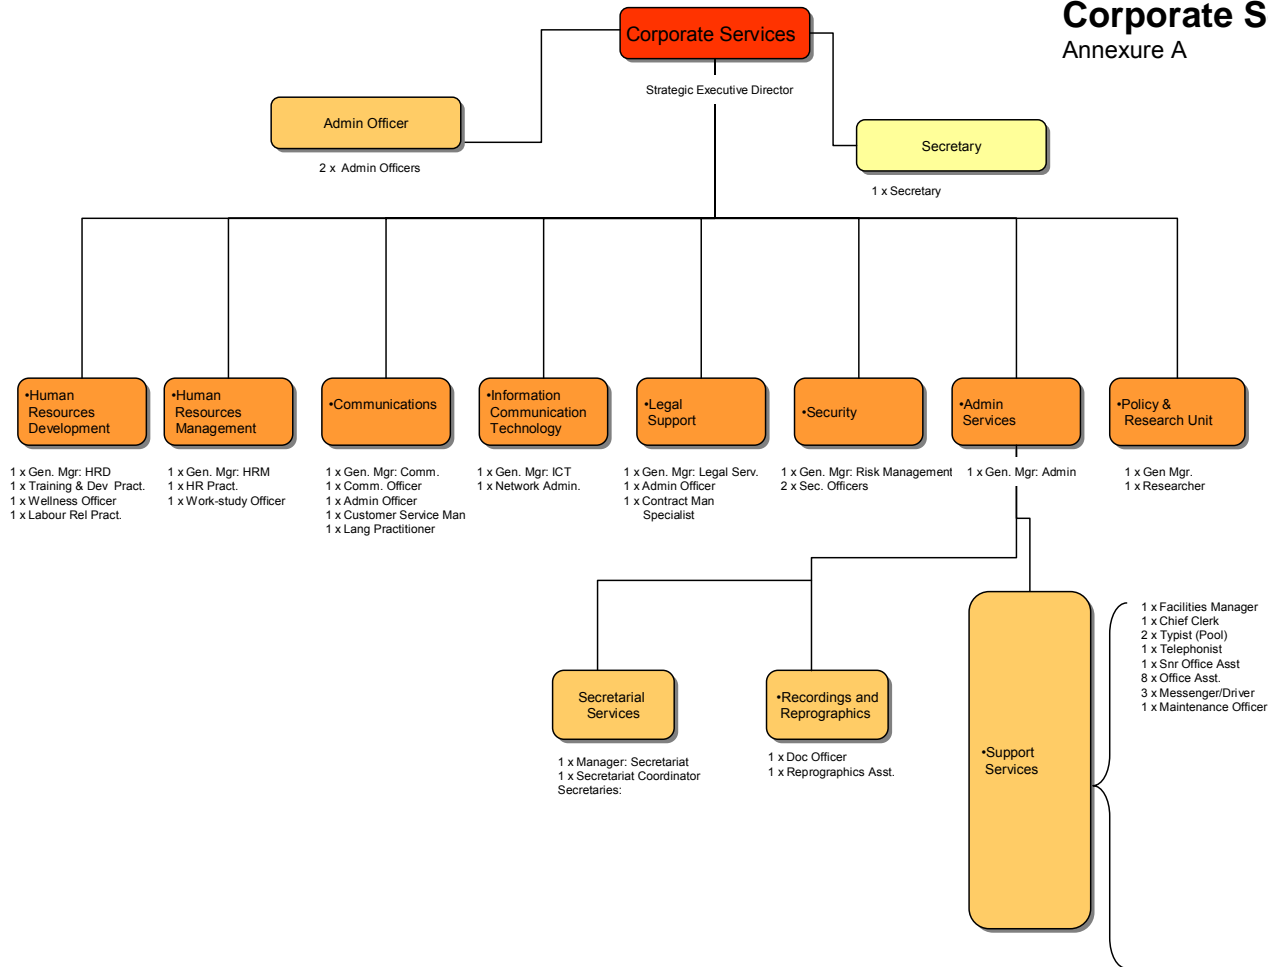 Corporate S
Annexure A
Corporate Services
Strategic Executive Director
Admin Officer
2 x Admin Officers
Secretary
1 x Secretary
•Human
Resources
Development
1 x Gen. Mgr: HRD
1 x Training & Dev Pract.
1 x Wellness Officer
1 x Labour Rel Pract.
•Human
Resources
Management
1 x Gen. Mgr: HRM
1 x HR Pract.
1 x Work-study Officer
•Communications
1 x Gen. Mgr: Comm.
1 x Comm. Officer
1 x Admin Officer
1 x Customer Service Man
1 x Lang Practitioner
•Information
Communication
Technology
1 x Gen. Mgr: ICT
1 x Network Admin.
•Legal
Support
1 x Gen. Mgr: Legal Serv.
1 x Admin Officer
1 x Contract Man
Specialist
•Security
1 x Gen. Mgr: Risk Management
2 x Sec. Officers
•Admin
Services
1 x Gen. Mgr: Admin
•Policy &
Research Unit
1 x Gen Mgr.
1 x Researcher
Secretarial
Services
1 x Manager: Secretariat
1 x Secretariat Coordinator
Secretaries:
•Recordings and
Reprographics
1 x Doc Officer
1 x Reprographics Asst.
•Support
Services
1 x Facilities Manager
1 x Chief Clerk
2 x Typist (Pool)
1 x Telephonist
1 x Snr Office Asst
8 x Office Asst.
3 x Messenger/Driver
1 x Maintenance Officer